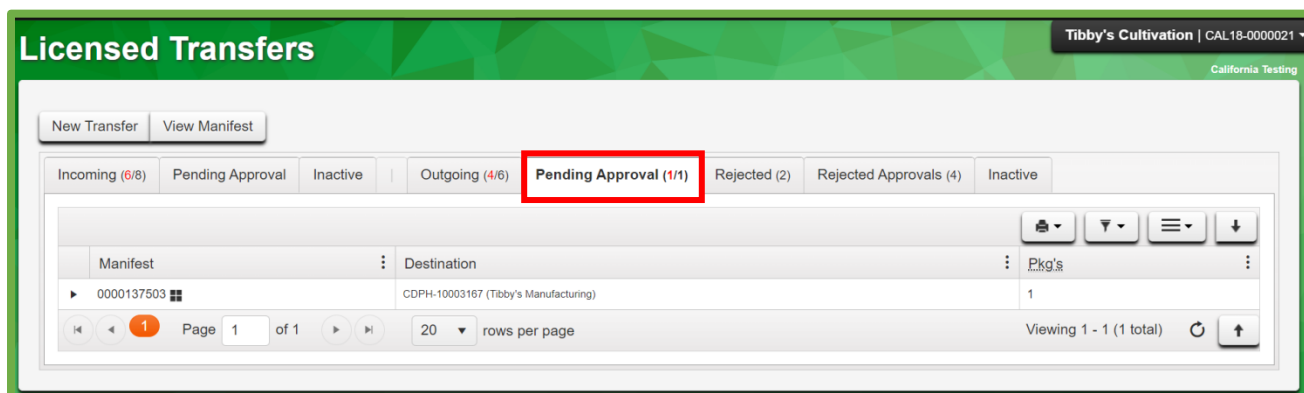 Licensed Transfers
Tibby's Cultivation | CAL18-0000021
California Testing
New Transfer View Manifest
Incoming (6/8) Pending Approval Inactive | Outgoing (4/6) Pending Approval (1/1) Rejected (2) Rejected Approvals (4) Inactive
Manifest Destination Pkg's
0000137503 CDPH-10003167 (Tibby's Manufacturing) 1
1 Page 1 of 1 20 rows per page Viewing 1 - 1 (1 total)